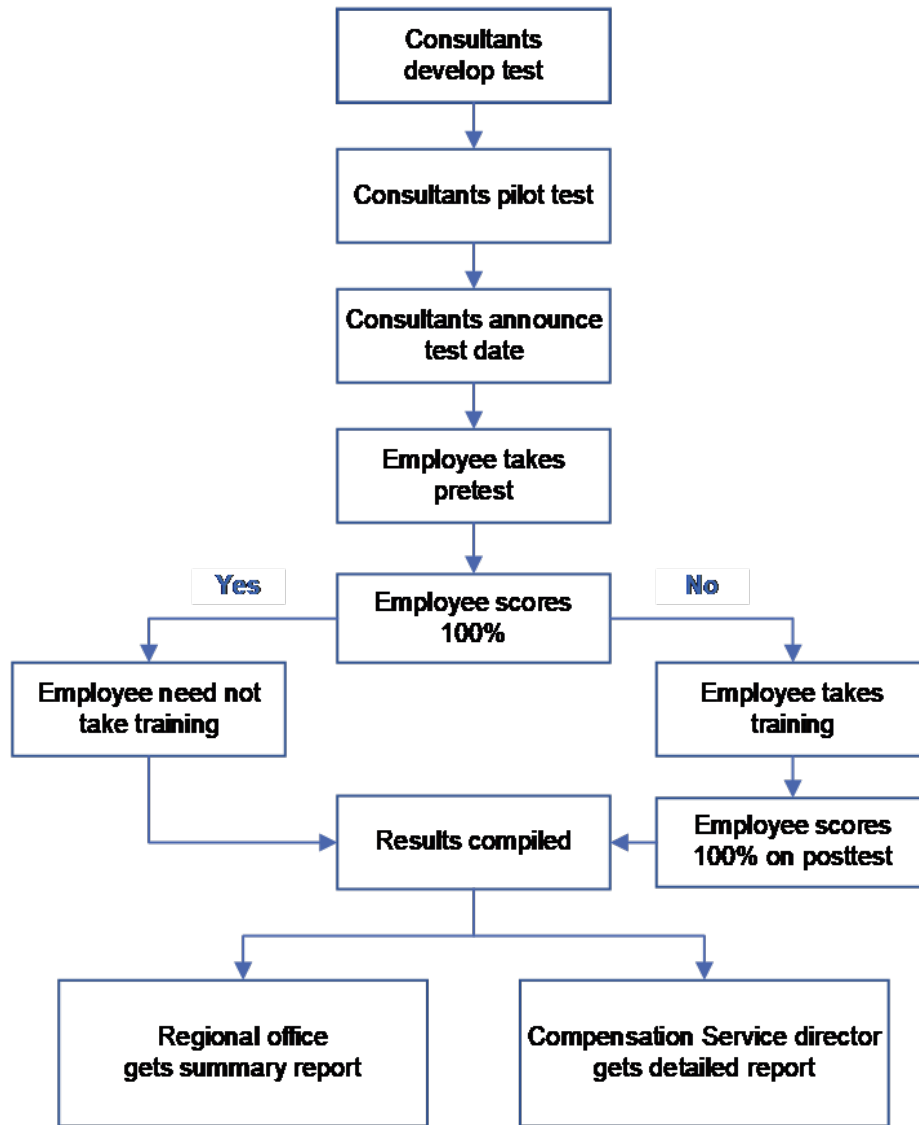 Consultants
develop test
Consultants pilot test
Consultants announce
test date
Employee takes
pretest
Yes
Employee scores
100%
No
Employee need not
take training
Employee takes
training
Results compiled
Employee scores
100% on posttest
Regional office
gets summary report
Compensation Service director
gets detailed report